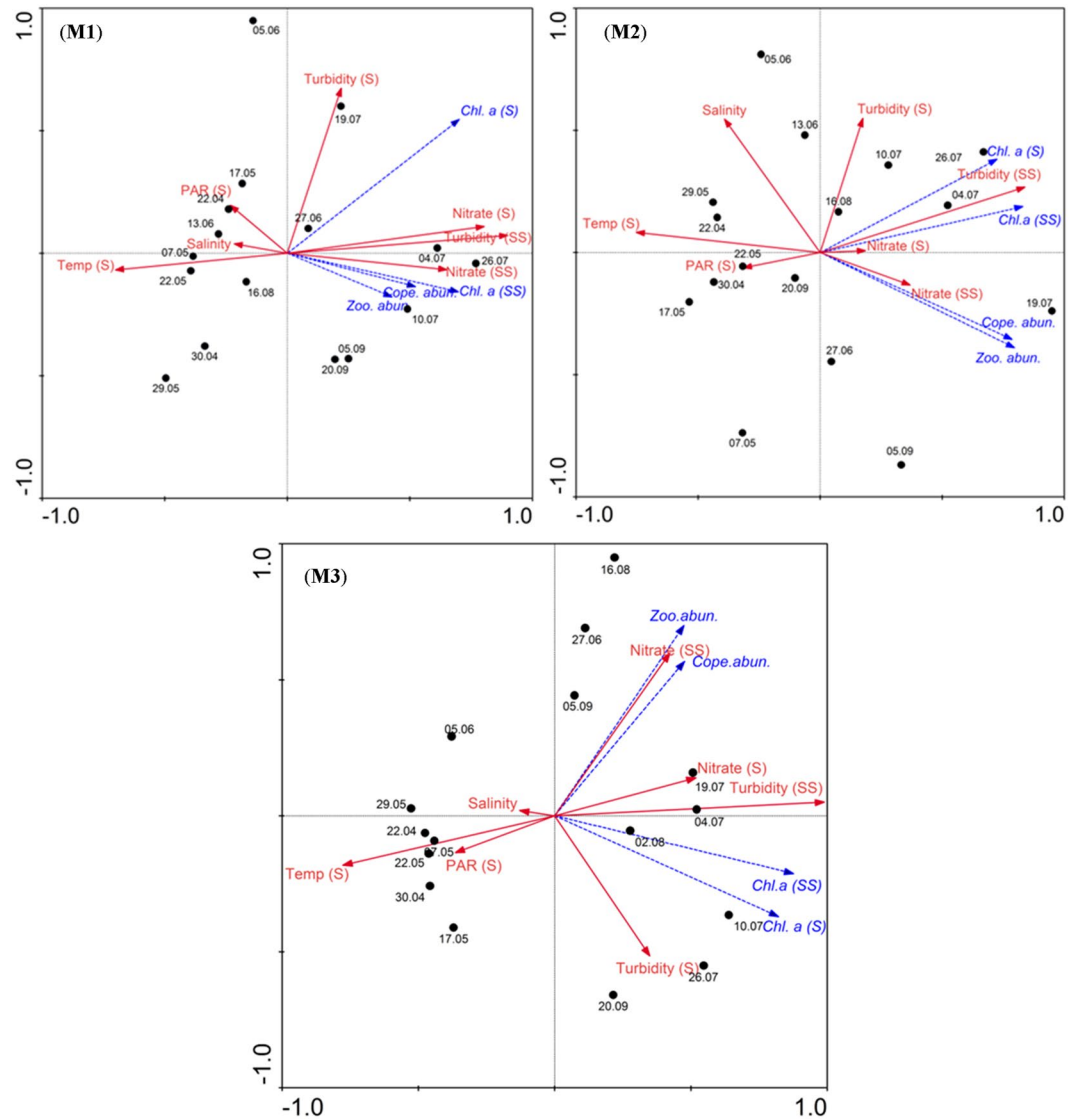 1.0
(M1)
05.06
Turbidity (S)
Chl. a (S)
19.07
17.05
PAR (S)
22.04
13.06
27.06
Nitrate (S)
Salinity
Turbidity (SS)
07.05
04.07
26.07
Temp (S)
Nitrate (SS)
22.05
16.08
Cope. abun.
Chl. a (SS)
Zoo. abun.
10.07
30.04
05.09
20.09
29.05
-1.0
-1.0
1.0
1.0
(M2)
05.06
Salinity
Turbidity (S)
13.06
10.07
26.07
Chl. a (S)
Turbidity (SS)
29.05
16.08
04.07
22.04
Chl.a (SS)
Temp (S)
22.05
Nitrate (S)
PAR (S)
30.04
20.09
Nitrate (SS)
17.05
19.07
Cope. abun.
27.06
Zoo. abun.
07.05
05.09
-1.0
-1.0
1.0
1.0
(M3)
16.08
Zoo.abun.
27.06
Nitrate (SS)
Cope.abun.
05.09
05.06
Nitrate (S)
19.07
Turbidity (SS)
29.05
Salinity
04.07
22.04
02.08
07.05
22.05
PAR (S)
Temp (S)
Chl.a (SS)
30.04
10.07
Chl. a (S)
17.05
Turbidity (S)
26.07
20.09
-1.0
-1.0
1.0